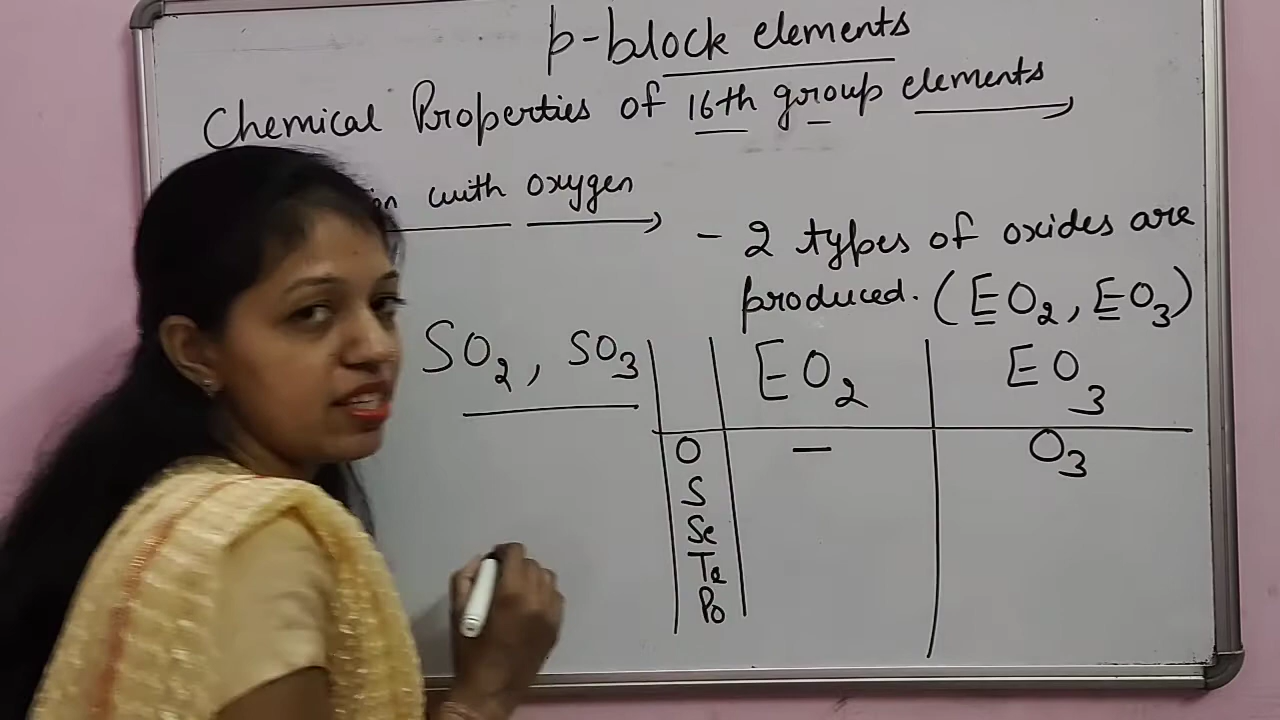 p-block elements
Chemical Properties of 16th group elements
with oxygen
- 2 types of oxides are
produced. (EO₂, EO₃)
SO₂, SO₃
EO₂ EO₃
O — O₃
S
Se
Te
Po